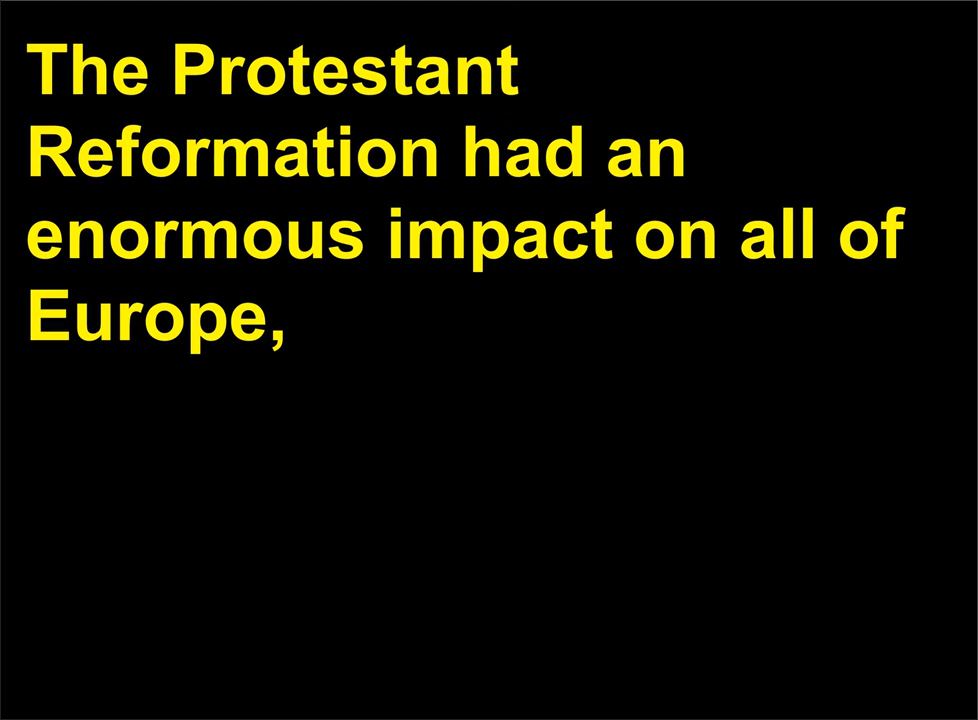 The Protestant
Reformation had an
enormous impact on all of
Europe,